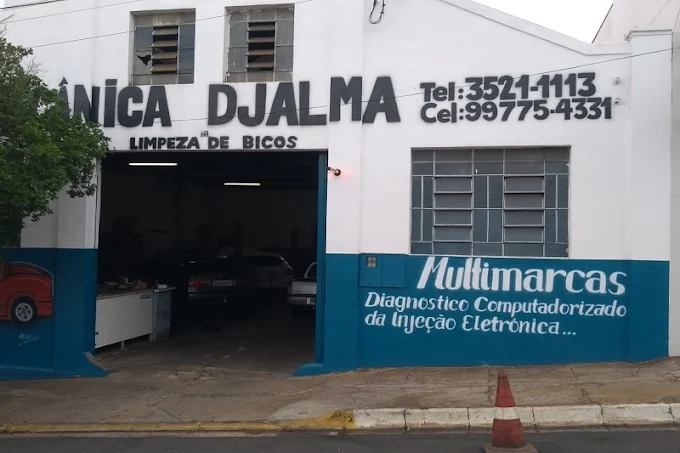 ÂNICA DJALMA
Tel:3521-1113
Cel:99775-4331
LIMPEZA DE BICOS
Multimarcas
Diagnostico Computadorizado
da Injeção Eletrônica...